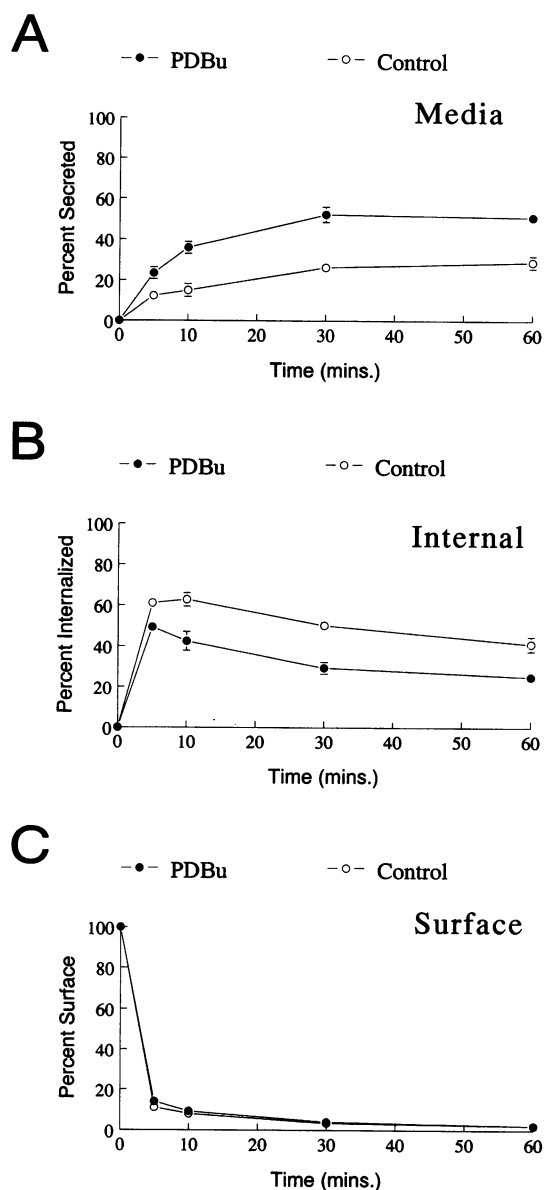 A
PDBu Control
Media
100
80
60
40
20
0
Percent Secreted
0 10 20 30 40 50 60
Time (mins.)
B
PDBu Control
Internal
100
80
60
40
20
0
Percent Internalized
0 10 20 30 40 50 60
Time (mins.)
C
PDBu Control
Surface
100
80
60
40
20
0
Percent Surface
0 10 20 30 40 50 60
Time (mins.)